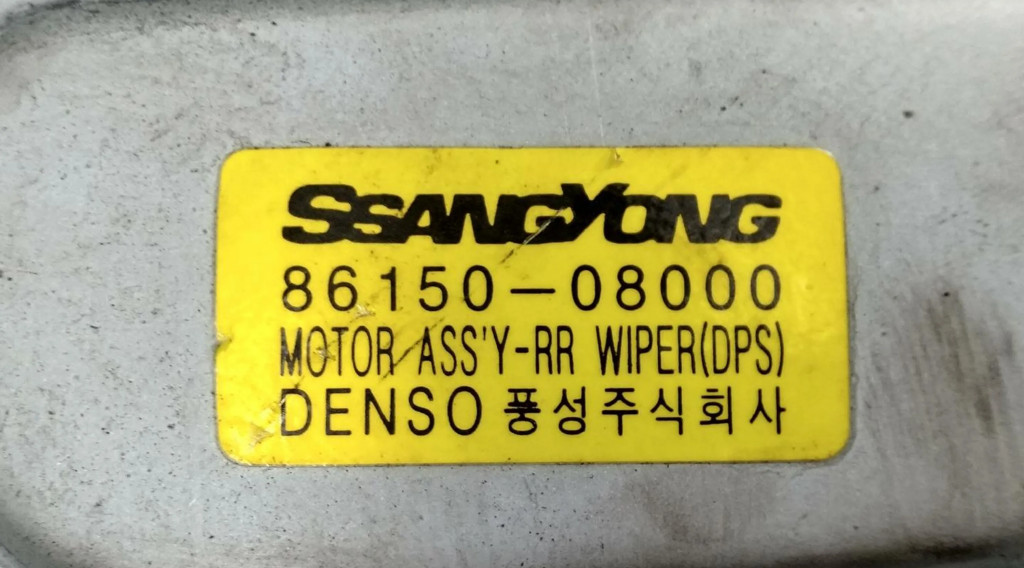 SSANGYONG
86150-08000
MOTOR ASS'Y-RR WIPER(DPS)
DENSO 풍성주식회사